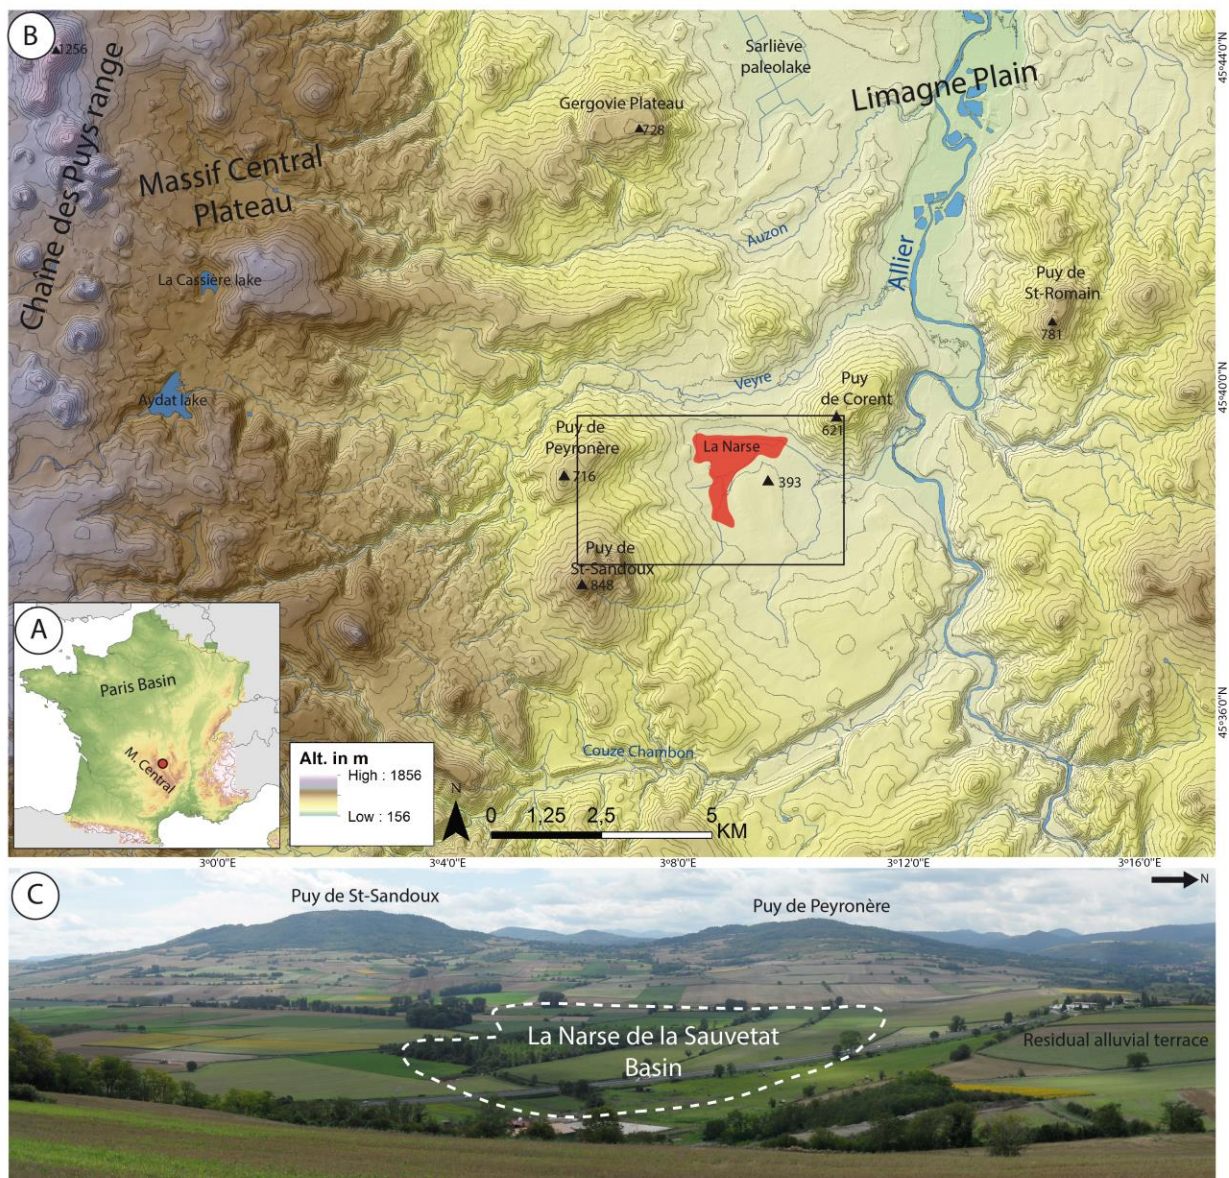 B
1256
Chaîne des Puys range
Massif Central
Plateau
Gergovie Plateau
728
Sarliève
paleolake
Limagne Plain
45°44'0"N
Auzon
Allier
La Cassière lake
Puy de
St-Romain
781
Aydat lake
Veyre
Puy
de Corent
621
45°40'0"N
Puy de
Peyronère
716
La Narse
393
Puy de
St-Sandoux
848
45°36'0"N
Couze Chambon
A
Paris Basin
M. Central
Alt. in m
High : 1856
Low : 156
N
0 1,25 2,5 5
KM
3°0'0"E 3°4'0"E 3°8'0"E 3°12'0"E 3°16'0"E
C
N
Puy de St-Sandoux
Puy de Peyronère
La Narse de la Sauvetat
Basin
Residual alluvial terrace